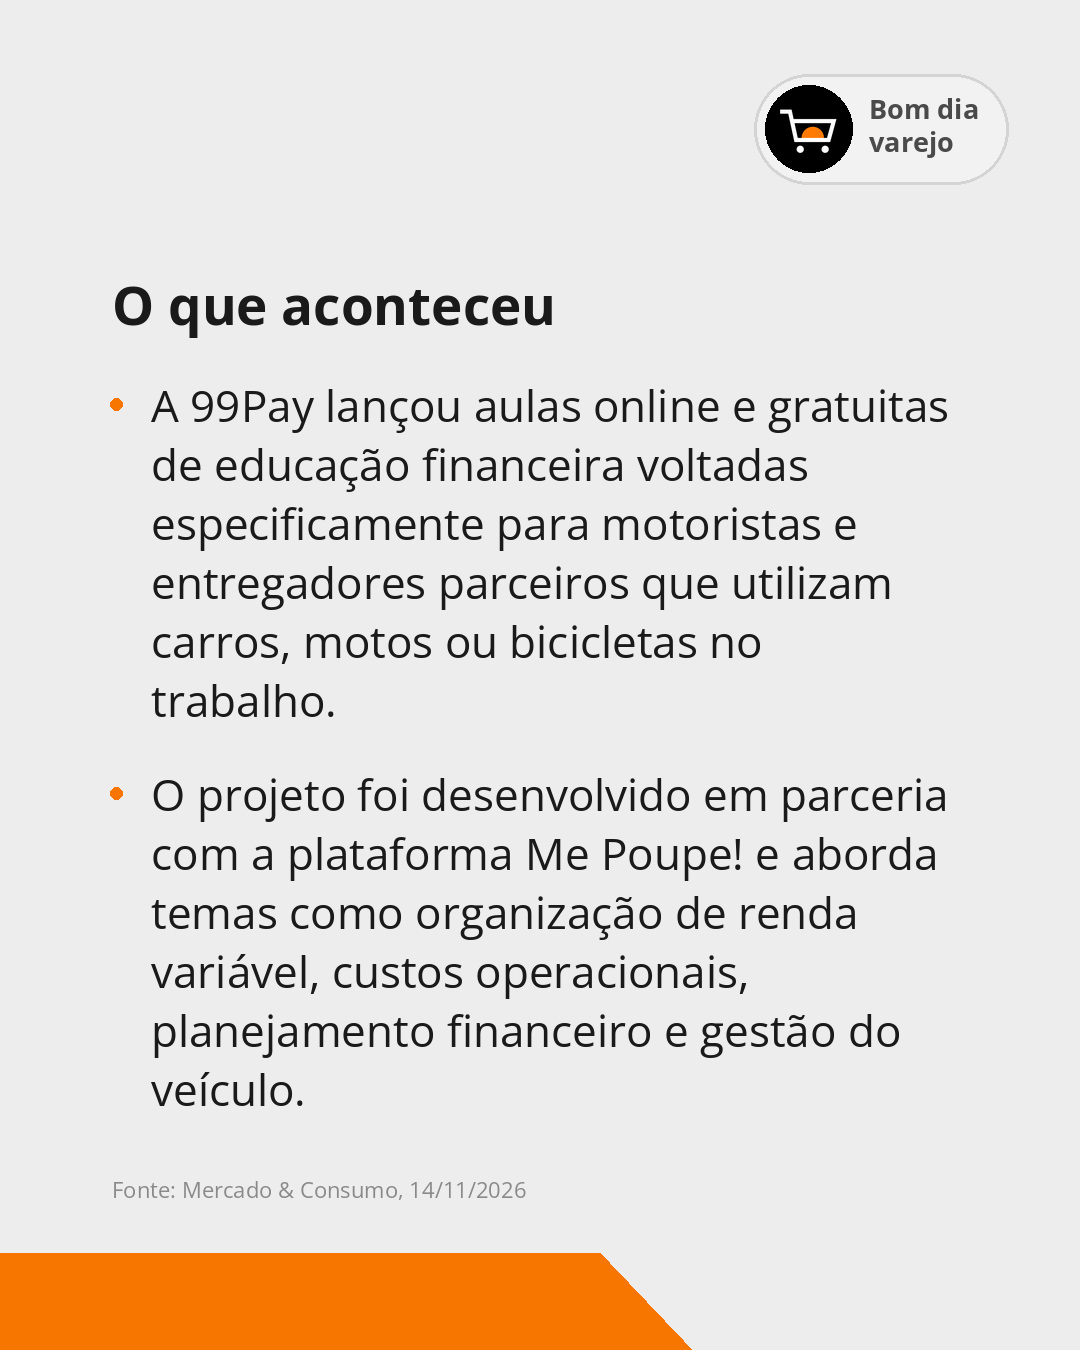 Bom dia
varejo
O que aconteceu
A 99Pay lançou aulas online e gratuitas
de educação financeira voltadas
especificamente para motoristas e
entregadores parceiros que utilizam
carros, motos ou bicicletas no
trabalho.
O projeto foi desenvolvido em parceria
com a plataforma Me Poupe! e aborda
temas como organização de renda
variável, custos operacionais,
planejamento financeiro e gestão do
veículo.
Fonte: Mercado & Consumo, 14/11/2026